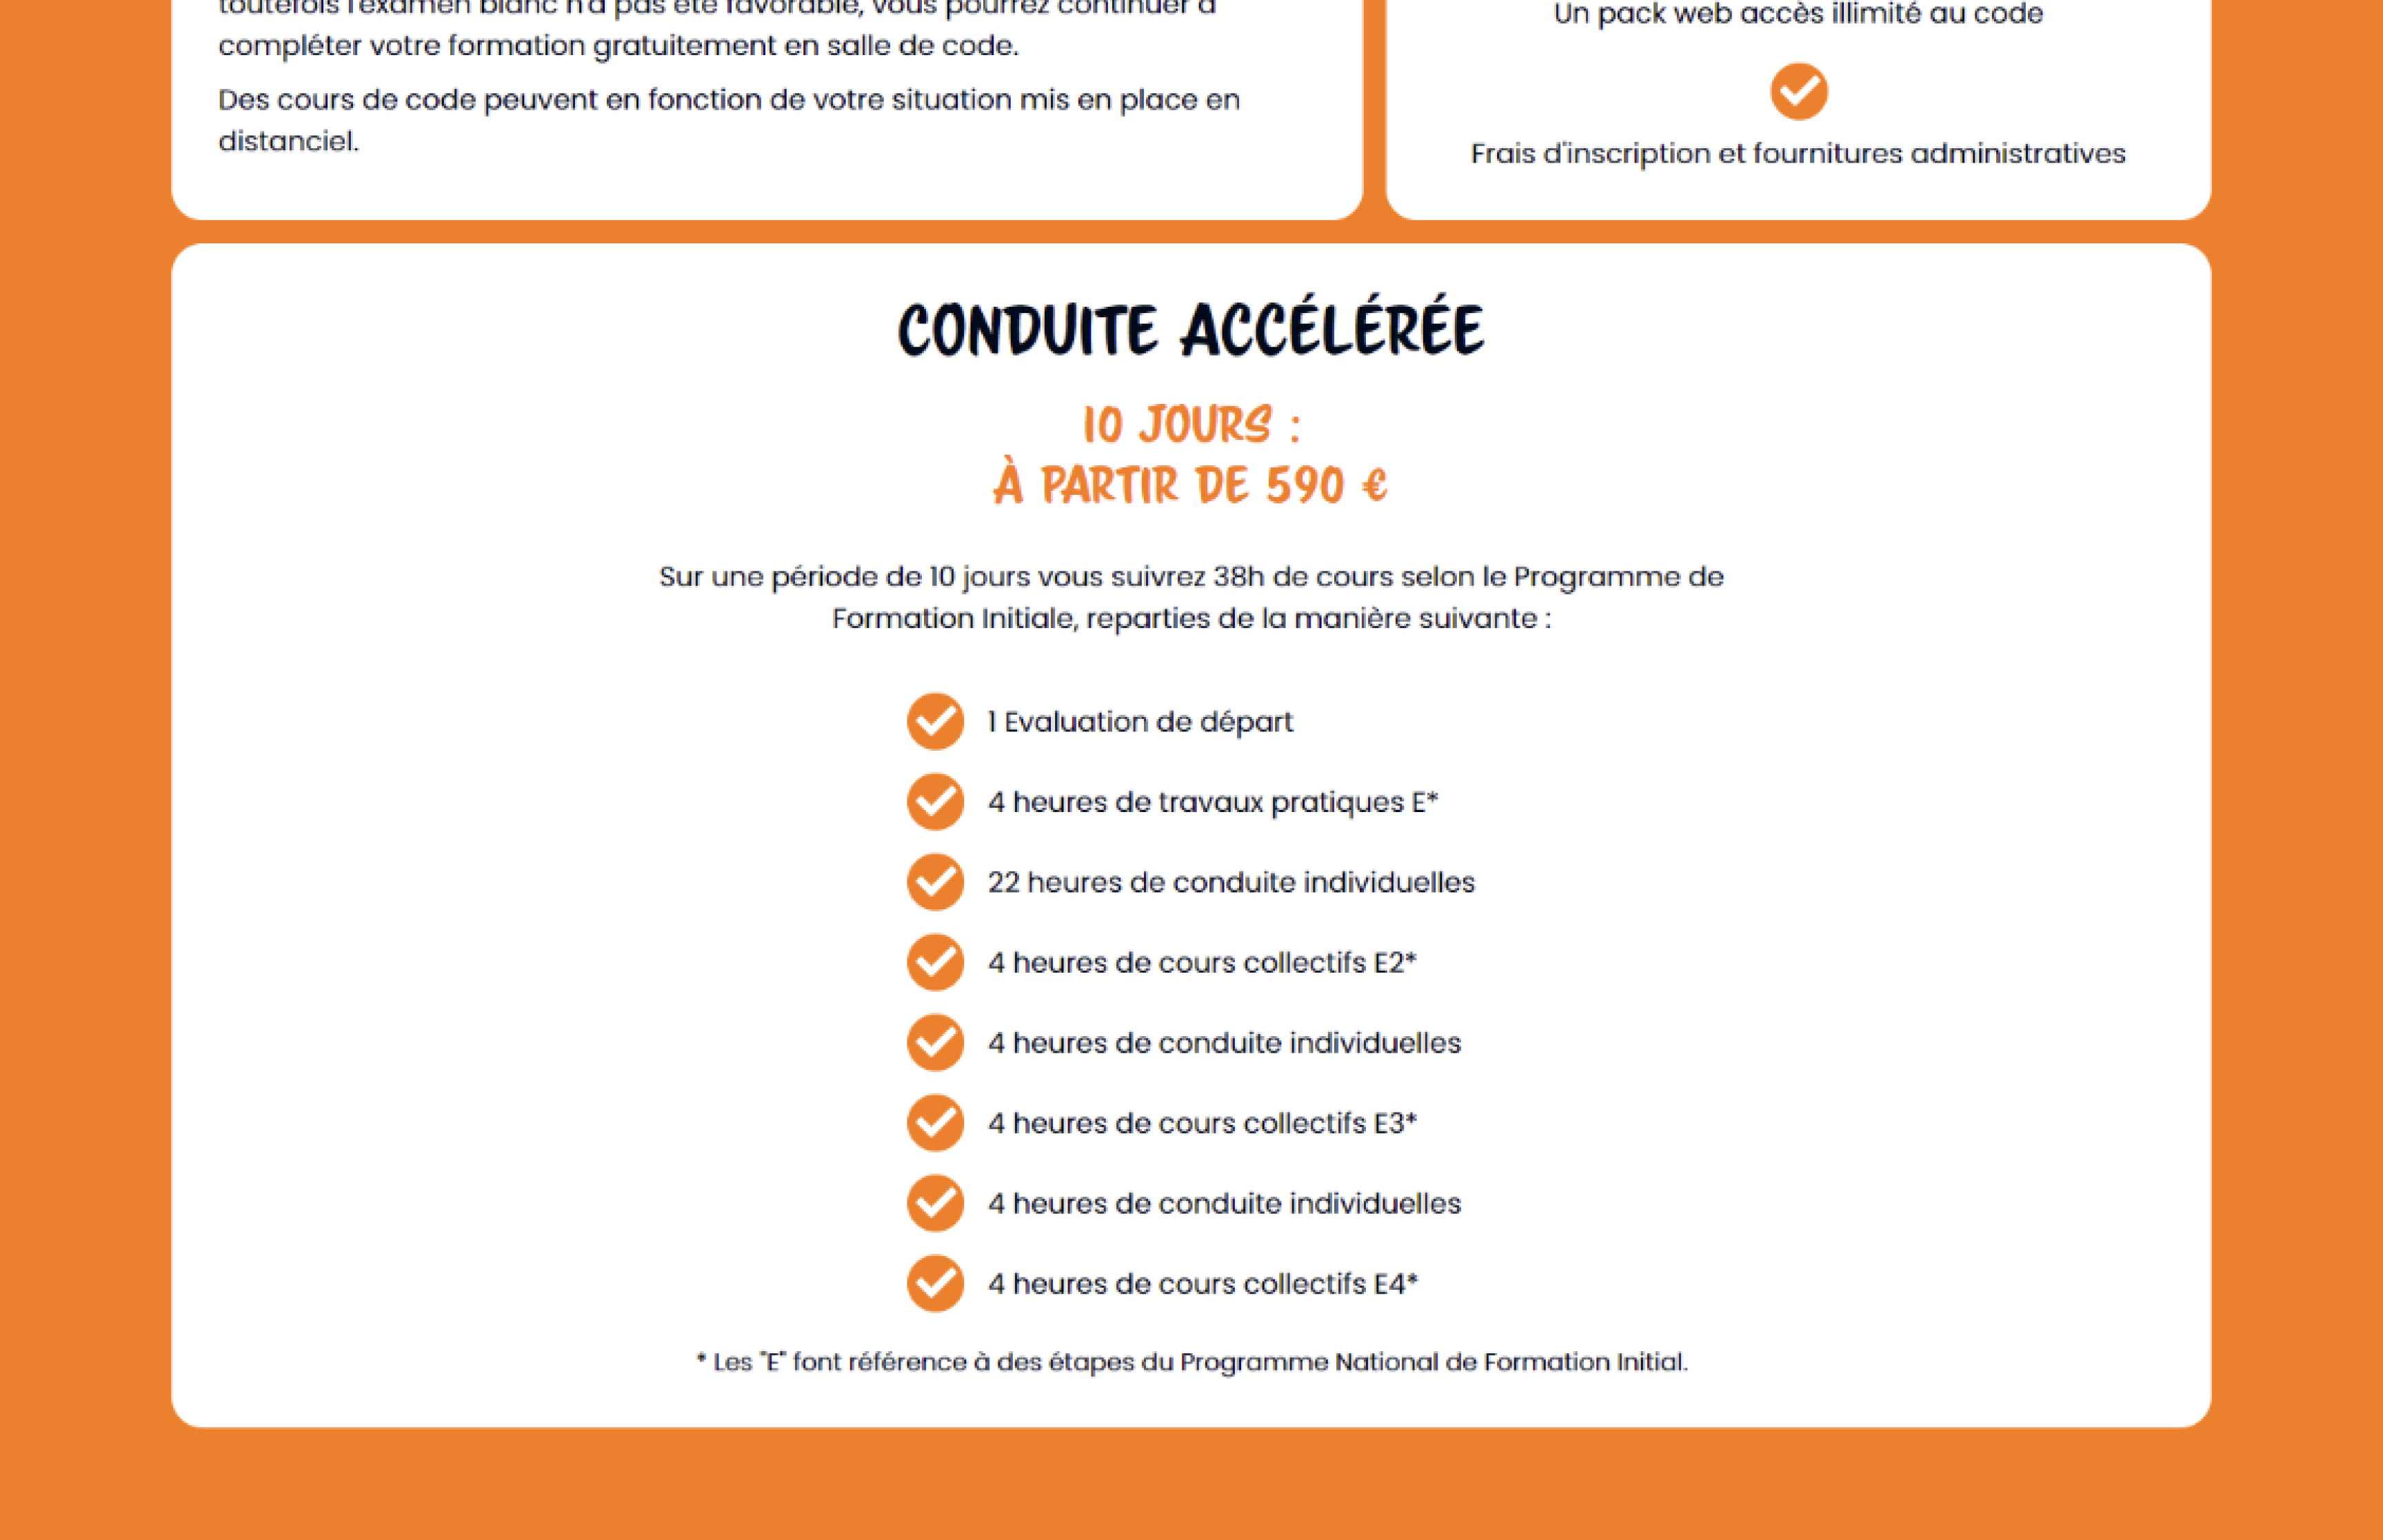 toutefois l'examen blanc n'a pas été favorable, vous pourrez continuer à
compléter votre formation gratuitement en salle de code.
Des cours de code peuvent en fonction de votre situation mis en place en
distanciel.
Un pack web accès illimité au code
Frais d'inscription et fournitures administratives
CONDUITE ACCÉLÉRÉE
10 JOURS :
À PARTIR DE 590 €
Sur une période de 10 jours vous suivrez 38h de cours selon le Programme de
Formation Initiale, reparties de la manière suivante :
1 Evaluation de départ
4 heures de travaux pratiques E*
22 heures de conduite individuelles
4 heures de cours collectifs E2*
4 heures de conduite individuelles
4 heures de cours collectifs E3*
4 heures de conduite individuelles
4 heures de cours collectifs E4*
* Les "E" font référence à des étapes du Programme National de Formation Initial.